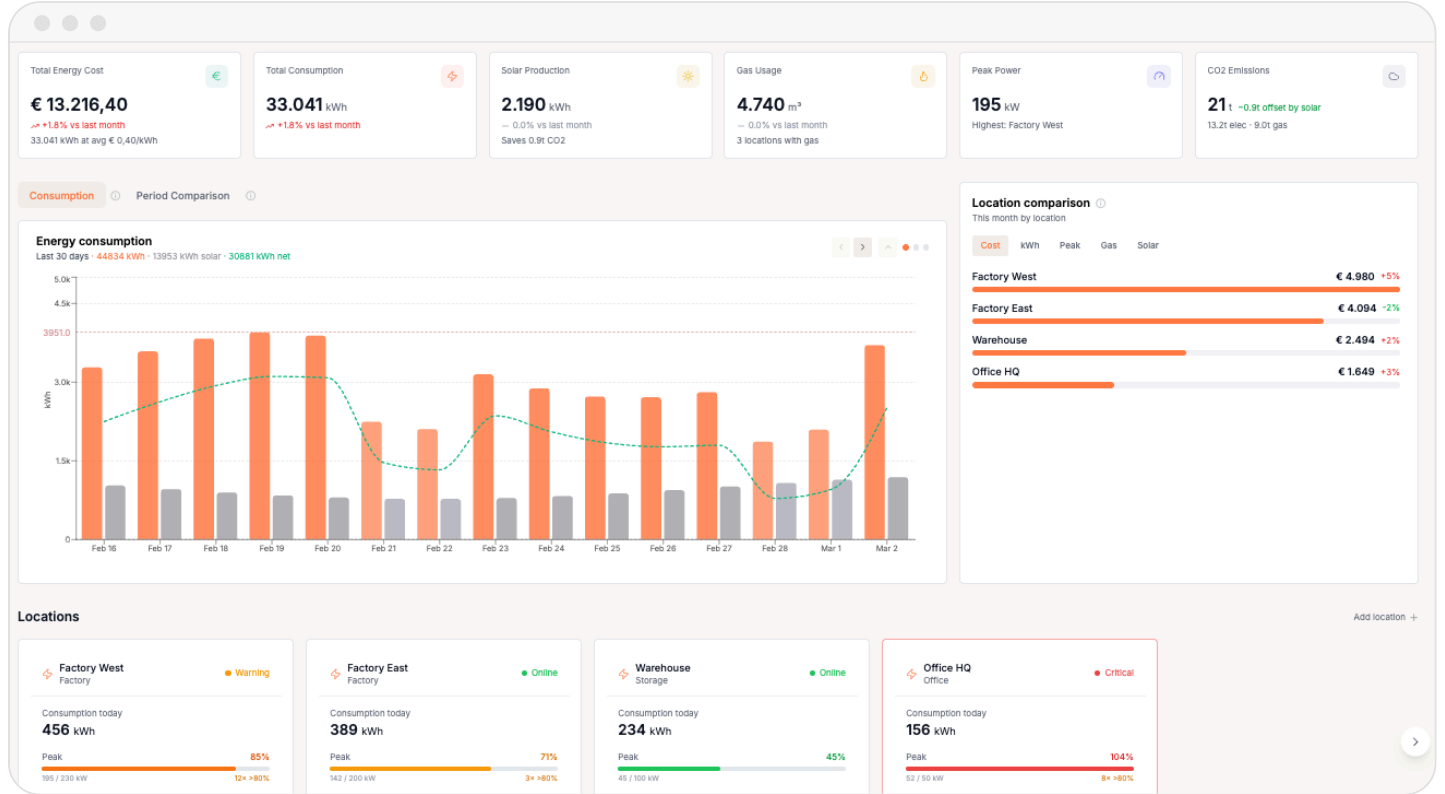 Total Energy Cost
€
€ 13.216,40
+1.8% vs last month
33.041 kWh at avg € 0,40/kWh
Total Consumption
33.041 kWh
+1.8% vs last month
Solar Production
2.190 kWh
— 0.0% vs last month
Saves 0.9t CO2
Gas Usage
4.740 m³
— 0.0% vs last month
3 locations with gas
Peak Power
195 kW
Highest: Factory West
CO2 Emissions
21 t −0.9t offset by solar
13.2t elec · 9.0t gas
Consumption
Period Comparison
Energy consumption
Last 30 days · 44834 kWh · 13953 kWh solar · 30881 kWh net
5.0k
4.5k
3951.0
3.0k
kWh
1.5k
0
Feb 16 Feb 17 Feb 18 Feb 19 Feb 20 Feb 21 Feb 22 Feb 23 Feb 24 Feb 25 Feb 26 Feb 27 Feb 28 Mar 1 Mar 2
Location comparison
This month by location
Cost kWh Peak Gas Solar
Factory West € 4.980 +5%
Factory East € 4.094 -2%
Warehouse € 2.494 +2%
Office HQ € 1.649 +3%
Locations
Add location +
Factory West
Factory
Warning
Consumption today
456 kWh
Peak 85%
195 / 230 kW 12× >80%
Factory East
Factory
Online
Consumption today
389 kWh
Peak 71%
142 / 200 kW 3× >80%
Warehouse
Storage
Online
Consumption today
234 kWh
Peak 45%
45 / 100 kW
Office HQ
Office
Critical
Consumption today
156 kWh
Peak 104%
52 / 50 kW 8× >80%